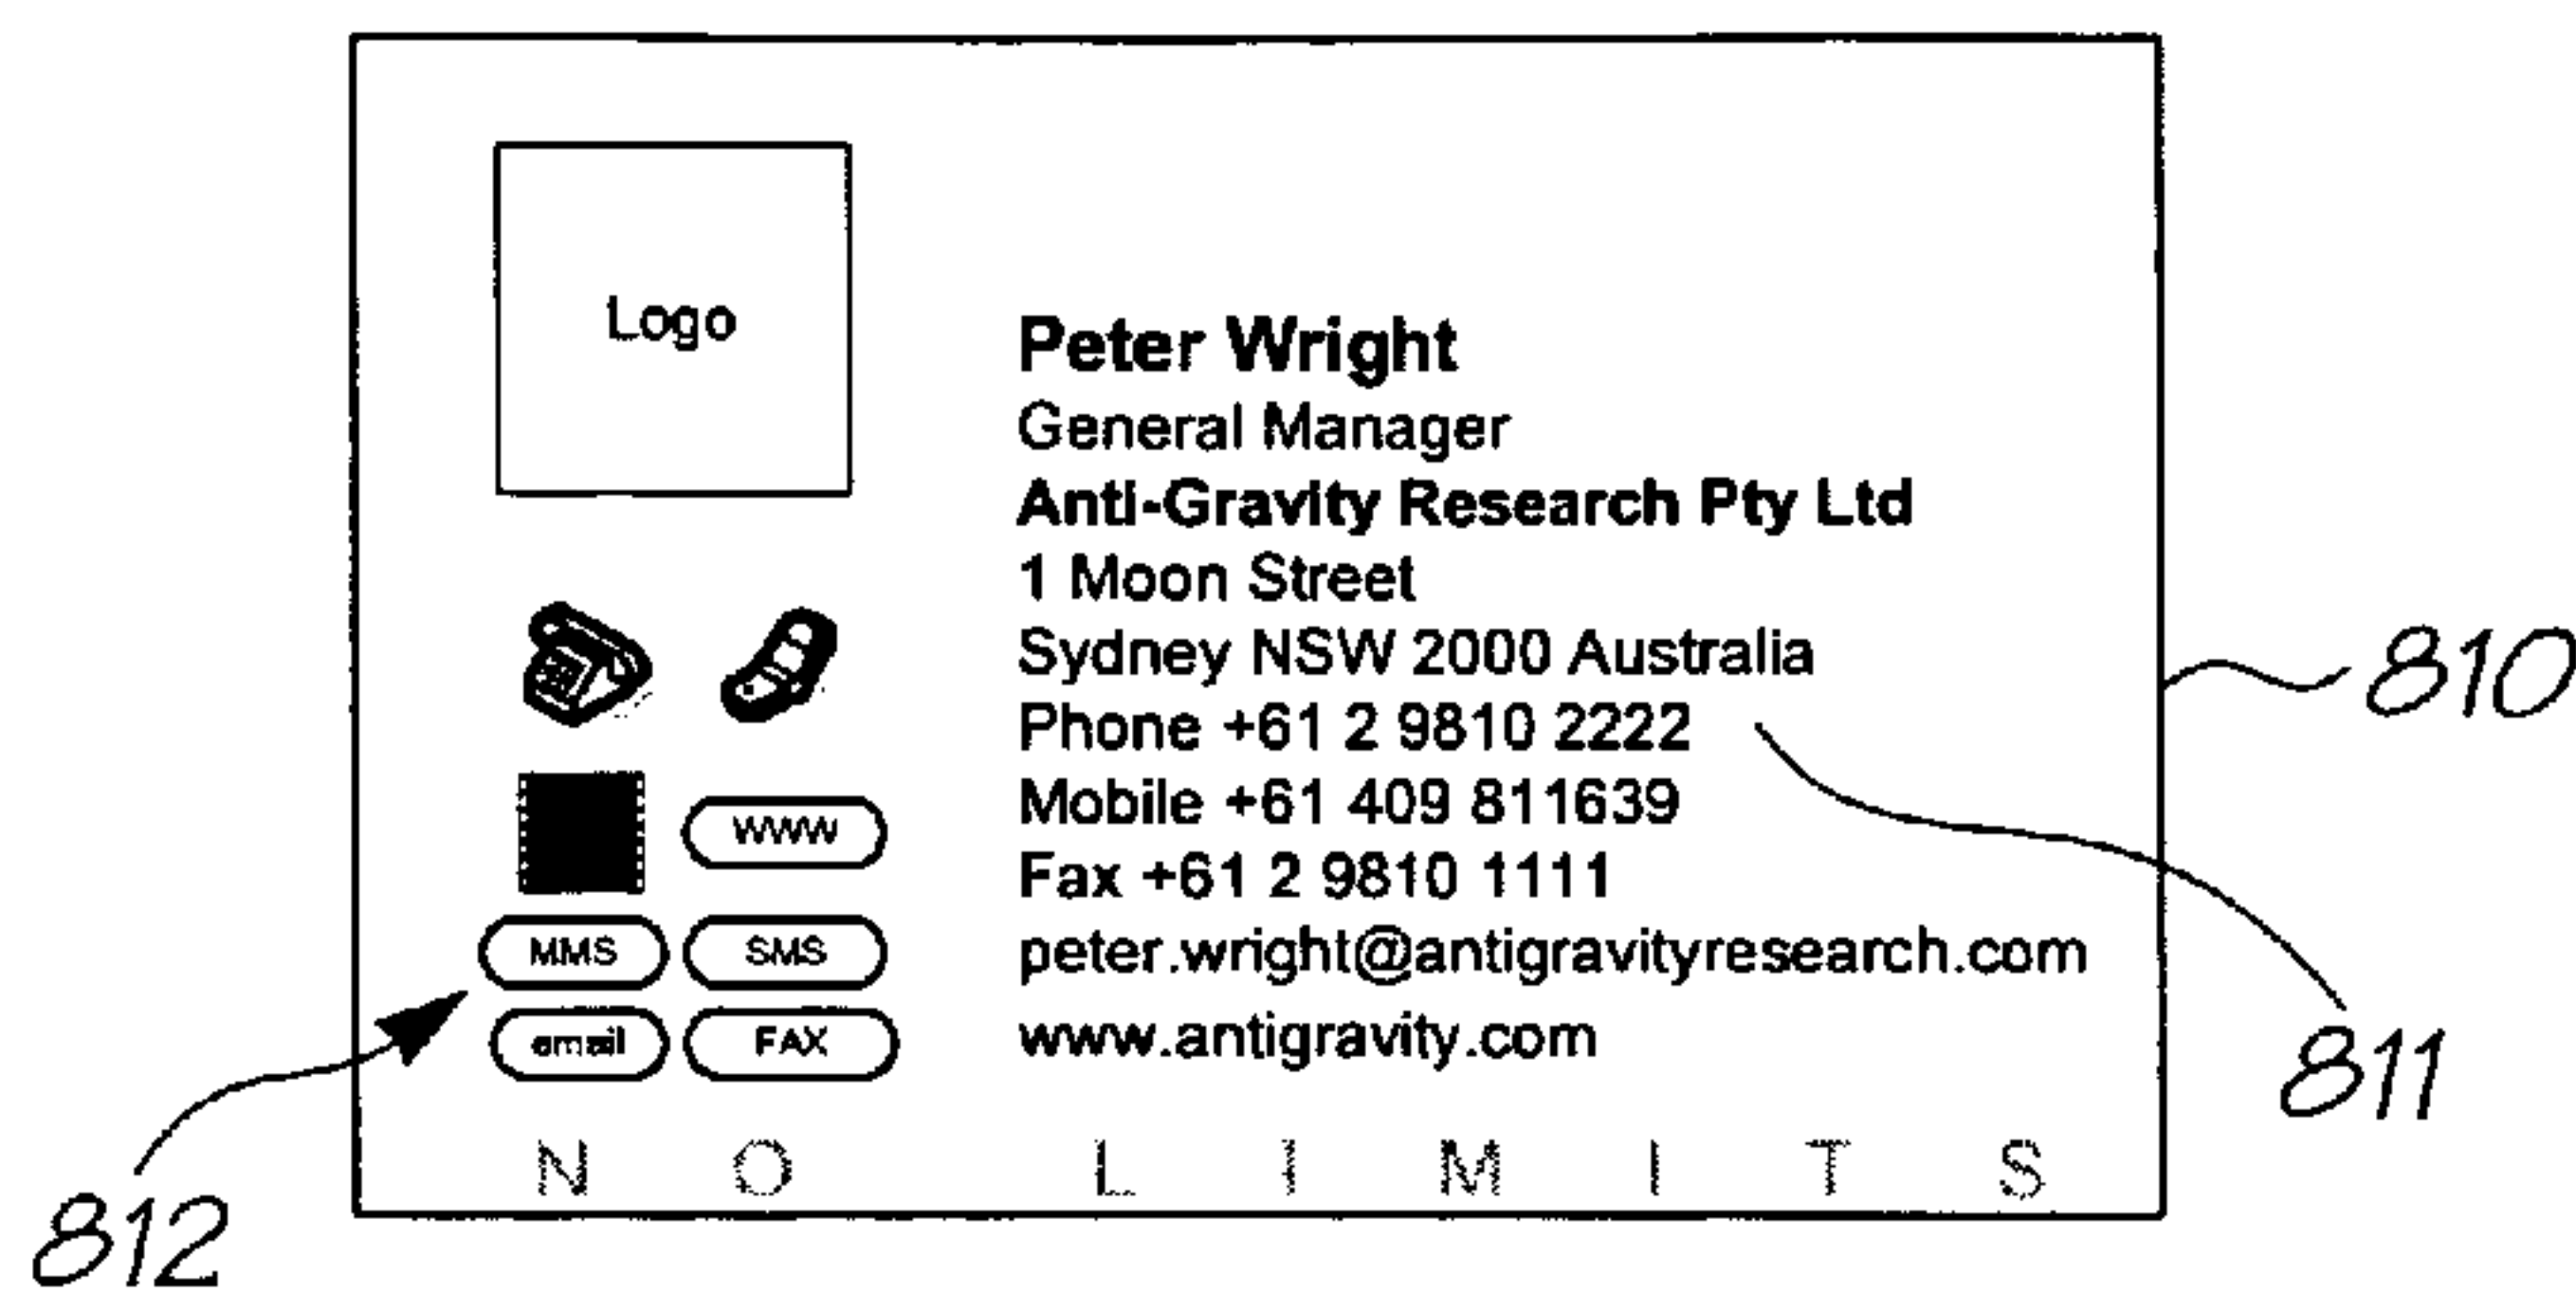 Logo
Peter Wright
General Manager
Anti-Gravity Research Pty Ltd
1 Moon Street
Sydney NSW 2000 Australia
Phone +61 2 9810 2222
Mobile +61 409 811639
Fax +61 2 9810 1111
peter.wright@antigravityresearch.com
www.antigravity.com
WWW
MMS SMS
email FAX
N O L I M I T S
810
811
812